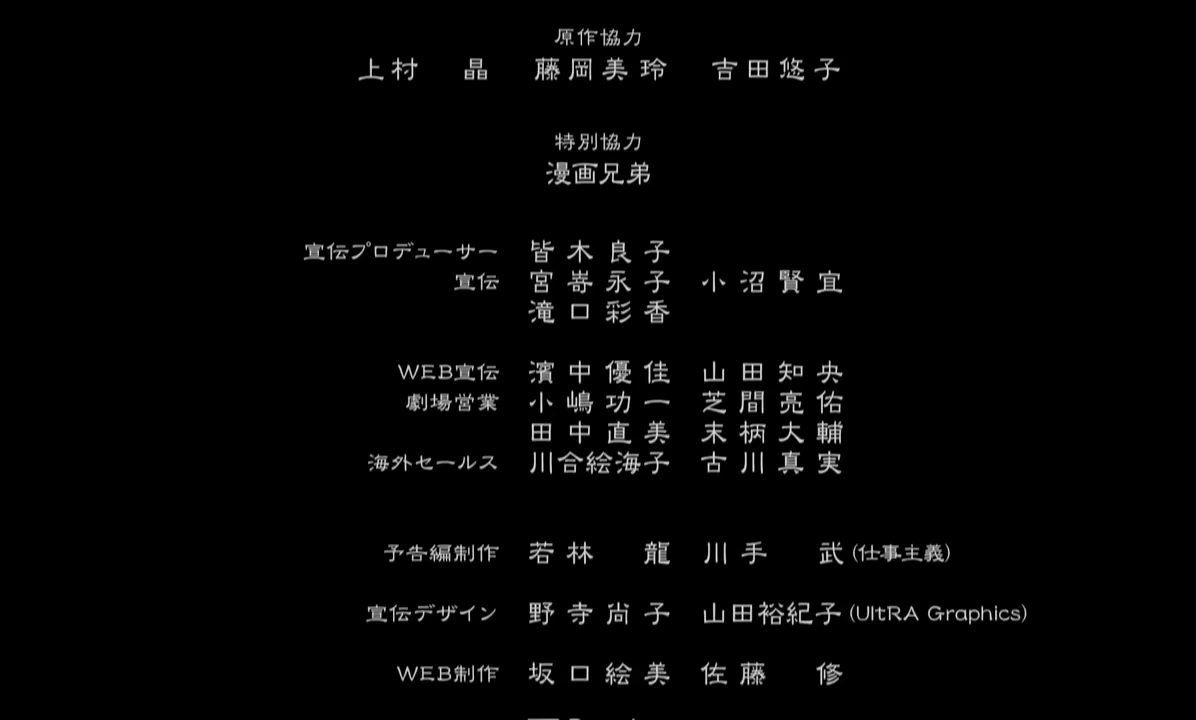 原作協力
上村　晶　藤岡美玲　吉田悠子
特別協力
漫画兄弟
宣伝プロデューサー　皆木良子
宣伝　宮嵜永子　小沼賢宜
滝口彩香
WEB宣伝　濱中優佳　山田知央
劇場営業　小嶋功一　芝間亮佑
田中直美　末柄大輔
海外セールス　川合絵海子　古川真実
予告編制作　若林　龍　川手　武(仕事主義)
宣伝デザイン　野寺尚子　山田裕紀子(UltRA Graphics)
WEB制作　坂口絵美　佐藤　修